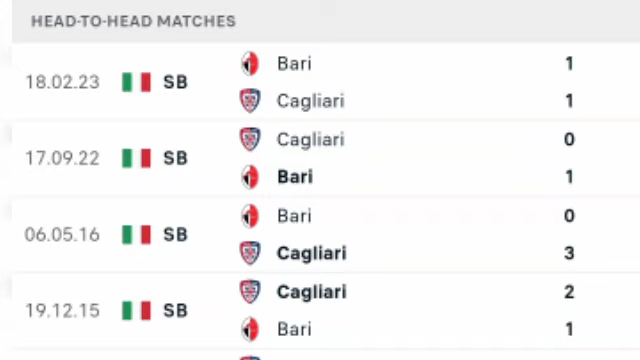 HEAD-TO-HEAD MATCHES
18.02.23 SB Bari 1
Cagliari 1
17.09.22 SB Cagliari 0
Bari 1
06.05.16 SB Bari 0
Cagliari 3
19.12.15 SB Cagliari 2
Bari 1